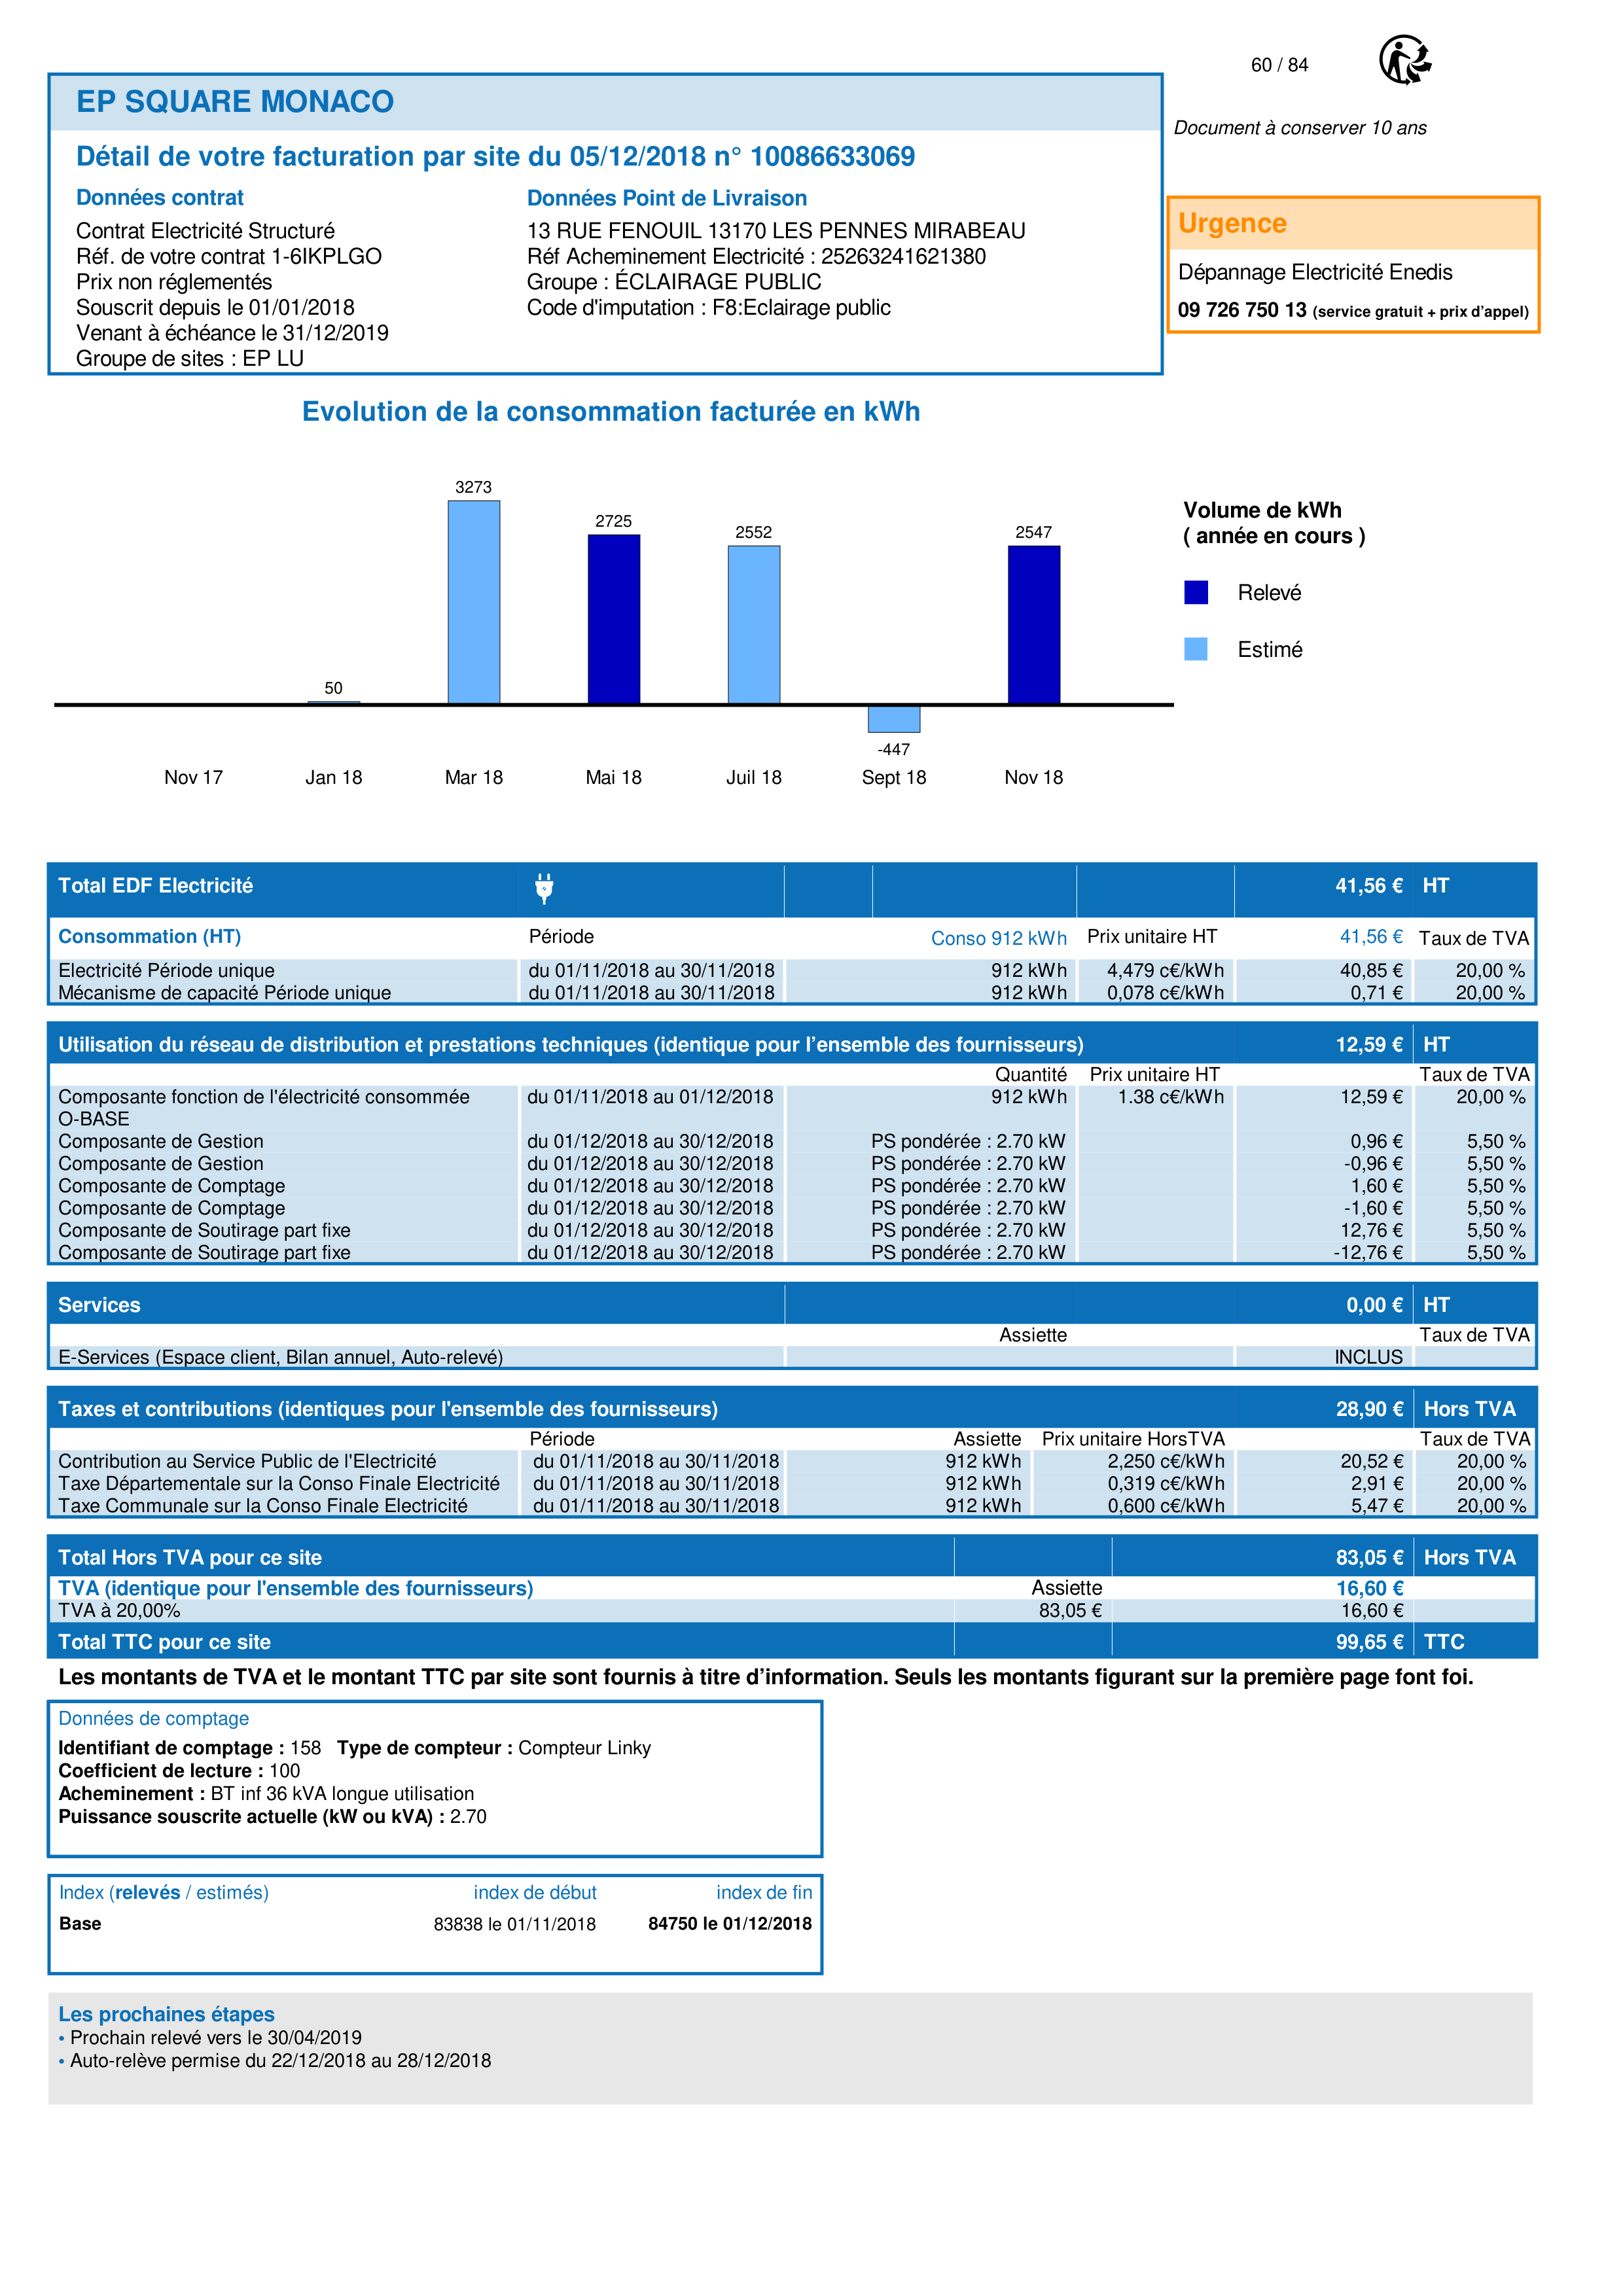 60 / 84
EP SQUARE MONACO
Document à conserver 10 ans
Détail de votre facturation par site du 05/12/2018 n° 10086633069
Données contrat
Contrat Electricité Structuré
Réf. de votre contrat 1-6IKPLGO
Prix non réglementés
Souscrit depuis le 01/01/2018
Venant à échéance le 31/12/2019
Groupe de sites : EP LU
Données Point de Livraison
13 RUE FENOUIL 13170 LES PENNES MIRABEAU
Réf Acheminement Electricité : 25263241621380
Groupe : ÉCLAIRAGE PUBLIC
Code d'imputation : F8:Eclairage public
Urgence
Dépannage Electricité Enedis
09 726 750 13 (service gratuit + prix d’appel)
Evolution de la consommation facturée en kWh
3273
2725
2552
2547
50
-447
Nov 17 Jan 18 Mar 18 Mai 18 Juil 18 Sept 18 Nov 18
Volume de kWh
( année en cours )
Relevé
Estimé
Total EDF Electricité 41,56 € HT
Consommation (HT) Période Conso 912 kWh Prix unitaire HT 41,56 € Taux de TVA
Electricité Période unique du 01/11/2018 au 30/11/2018 912 kWh 4,479 c€/kWh 40,85 € 20,00 %
Mécanisme de capacité Période unique du 01/11/2018 au 30/11/2018 912 kWh 0,078 c€/kWh 0,71 € 20,00 %
Utilisation du réseau de distribution et prestations techniques (identique pour l’ensemble des fournisseurs) 12,59 € HT
Quantité Prix unitaire HT Taux de TVA
Composante fonction de l'électricité consommée du 01/11/2018 au 01/12/2018 912 kWh 1.38 c€/kWh 12,59 € 20,00 %
O-BASE
Composante de Gestion du 01/12/2018 au 30/12/2018 PS pondérée : 2.70 kW 0,96 € 5,50 %
Composante de Gestion du 01/12/2018 au 30/12/2018 PS pondérée : 2.70 kW -0,96 € 5,50 %
Composante de Comptage du 01/12/2018 au 30/12/2018 PS pondérée : 2.70 kW 1,60 € 5,50 %
Composante de Comptage du 01/12/2018 au 30/12/2018 PS pondérée : 2.70 kW -1,60 € 5,50 %
Composante de Soutirage part fixe du 01/12/2018 au 30/12/2018 PS pondérée : 2.70 kW 12,76 € 5,50 %
Composante de Soutirage part fixe du 01/12/2018 au 30/12/2018 PS pondérée : 2.70 kW -12,76 € 5,50 %
Services 0,00 € HT
Assiette Taux de TVA
E-Services (Espace client, Bilan annuel, Auto-relevé) INCLUS
Taxes et contributions (identiques pour l'ensemble des fournisseurs) 28,90 € Hors TVA
Période Assiette Prix unitaire HorsTVA Taux de TVA
Contribution au Service Public de l'Electricité du 01/11/2018 au 30/11/2018 912 kWh 2,250 c€/kWh 20,52 € 20,00 %
Taxe Départementale sur la Conso Finale Electricité du 01/11/2018 au 30/11/2018 912 kWh 0,319 c€/kWh 2,91 € 20,00 %
Taxe Communale sur la Conso Finale Electricité du 01/11/2018 au 30/11/2018 912 kWh 0,600 c€/kWh 5,47 € 20,00 %
Total Hors TVA pour ce site 83,05 € Hors TVA
TVA (identique pour l'ensemble des fournisseurs) Assiette 16,60 €
TVA à 20,00% 83,05 € 16,60 €
Total TTC pour ce site 99,65 € TTC
Les montants de TVA et le montant TTC par site sont fournis à titre d’information. Seuls les montants figurant sur la première page font foi.
Données de comptage
Identifiant de comptage : 158 Type de compteur : Compteur Linky
Coefficient de lecture : 100
Acheminement : BT inf 36 kVA longue utilisation
Puissance souscrite actuelle (kW ou kVA) : 2.70
Index (relevés / estimés) index de début index de fin
Base 83838 le 01/11/2018 84750 le 01/12/2018
Les prochaines étapes
• Prochain relevé vers le 30/04/2019
• Auto-relève permise du 22/12/2018 au 28/12/2018